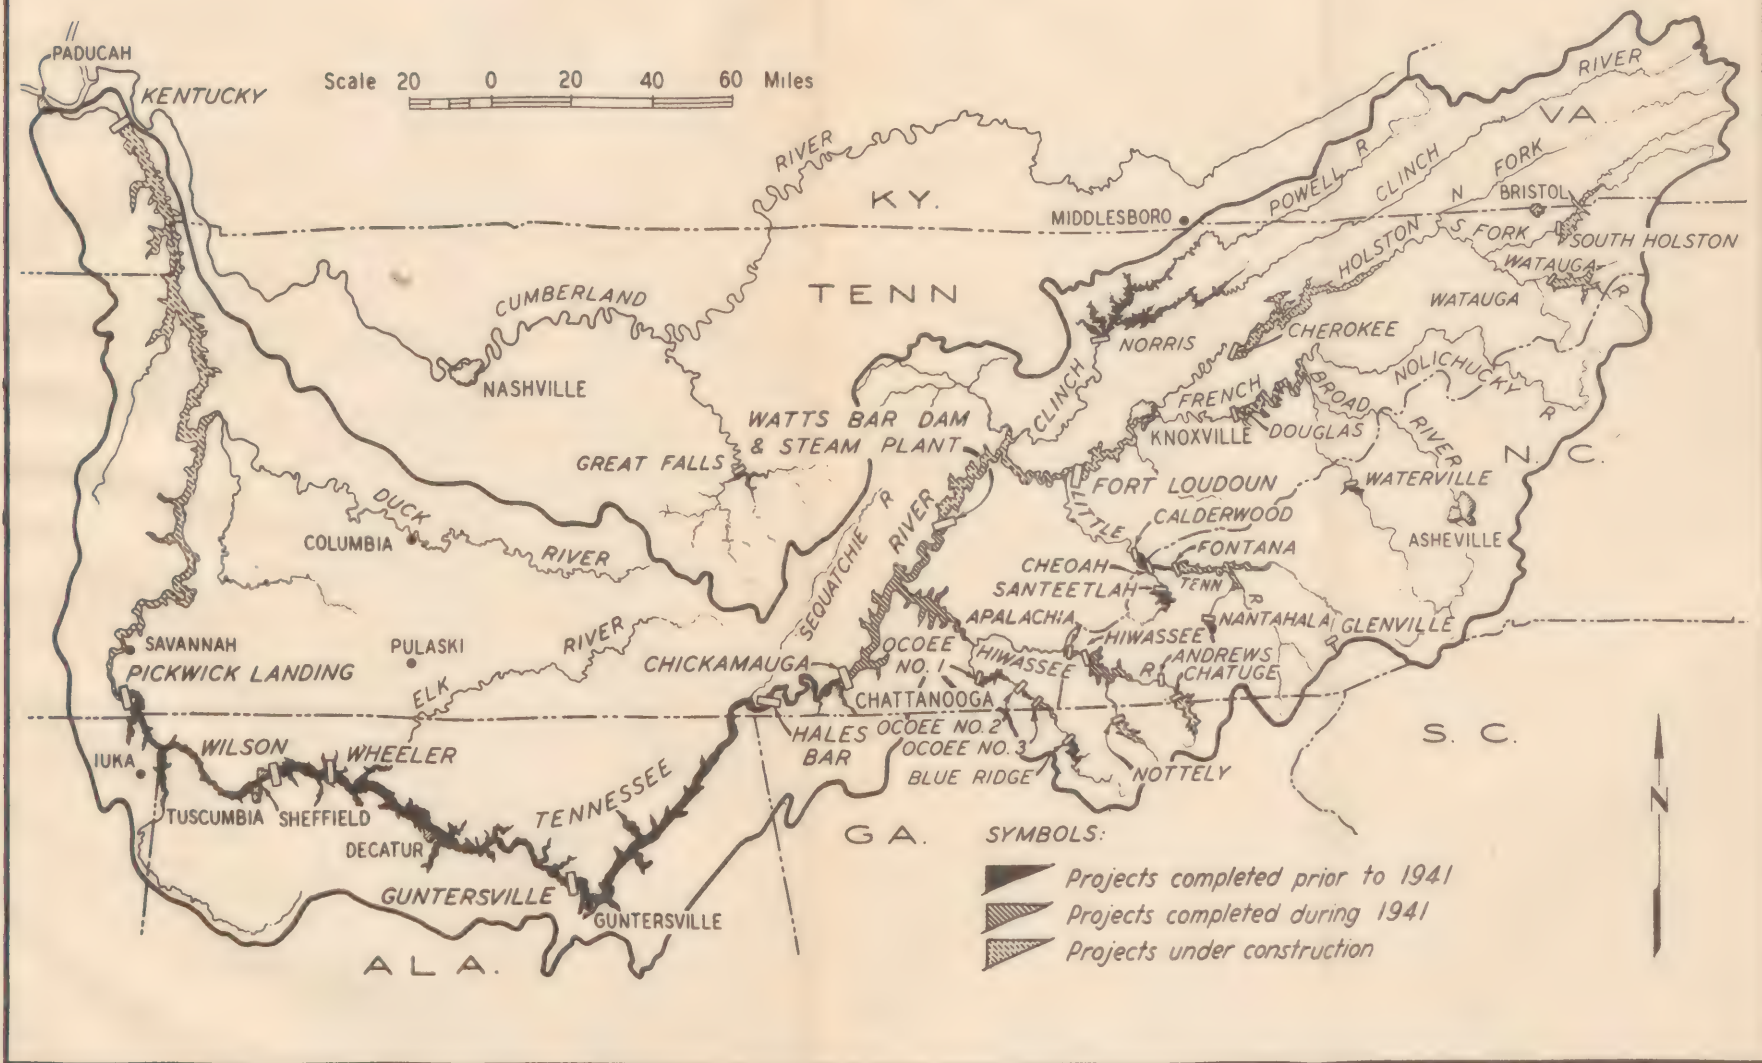 PADUCAH
KENTUCKY
Scale 20 0 20 40 60 Miles
RIVER
KY.
MIDDLESBORO
POWELL R
CLINCH
RIVER
VA.
N FORK
BRISTOL
S FORK
HOLSTON
SOUTH HOLSTON
WATAUGA
R
WATAUGA
CUMBERLAND
TENN
NORRIS
CHEROKEE
NASHVILLE
CLINCH
FRENCH
BROAD
RIVER
NOLICHUCKY
R
WATTS BAR DAM
& STEAM PLANT
KNOXVILLE
DOUGLAS
N. C.
GREAT FALLS
FORT LOUDOUN
WATERVILLE
DUCK
RIVER
COLUMBIA
SEQUATCHIE R
RIVER
LITTLE
TENN
R
CALDERWOOD
ASHEVILLE
CHEOAH
FONTANA
SANTEETLAH
APALACHIA
NANTAHALA
GLENVILLE
HIWASSEE
SAVANNAH
PULASKI
RIVER
ELK
CHICKAMAUGA
OCOEE
NO. 1
HIWASSEE
R
ANDREWS
CHATUGE
PICKWICK LANDING
CHATTANOOGA
HALES
BAR
OCOEE NO. 2
OCOEE NO. 3
BLUE RIDGE
NOTTELY
S. C.
IUKA
WILSON
WHEELER
TUSCUMBIA
SHEFFIELD
DECATUR
TENNESSEE
GUNTERSVILLE
GUNTERSVILLE
ALA.
GA.
N
SYMBOLS:
Projects completed prior to 1941
Projects completed during 1941
Projects under construction